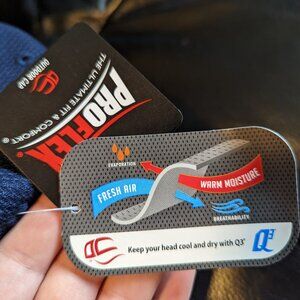 OUTDOOR CAP
THE ULTIMATE FIT & COMFORT
PROFLEX
EVAPORATION
FRESH AIR
WARM MOISTURE
BREATHABILITY
Keep your head cool and dry with Q3
Q3